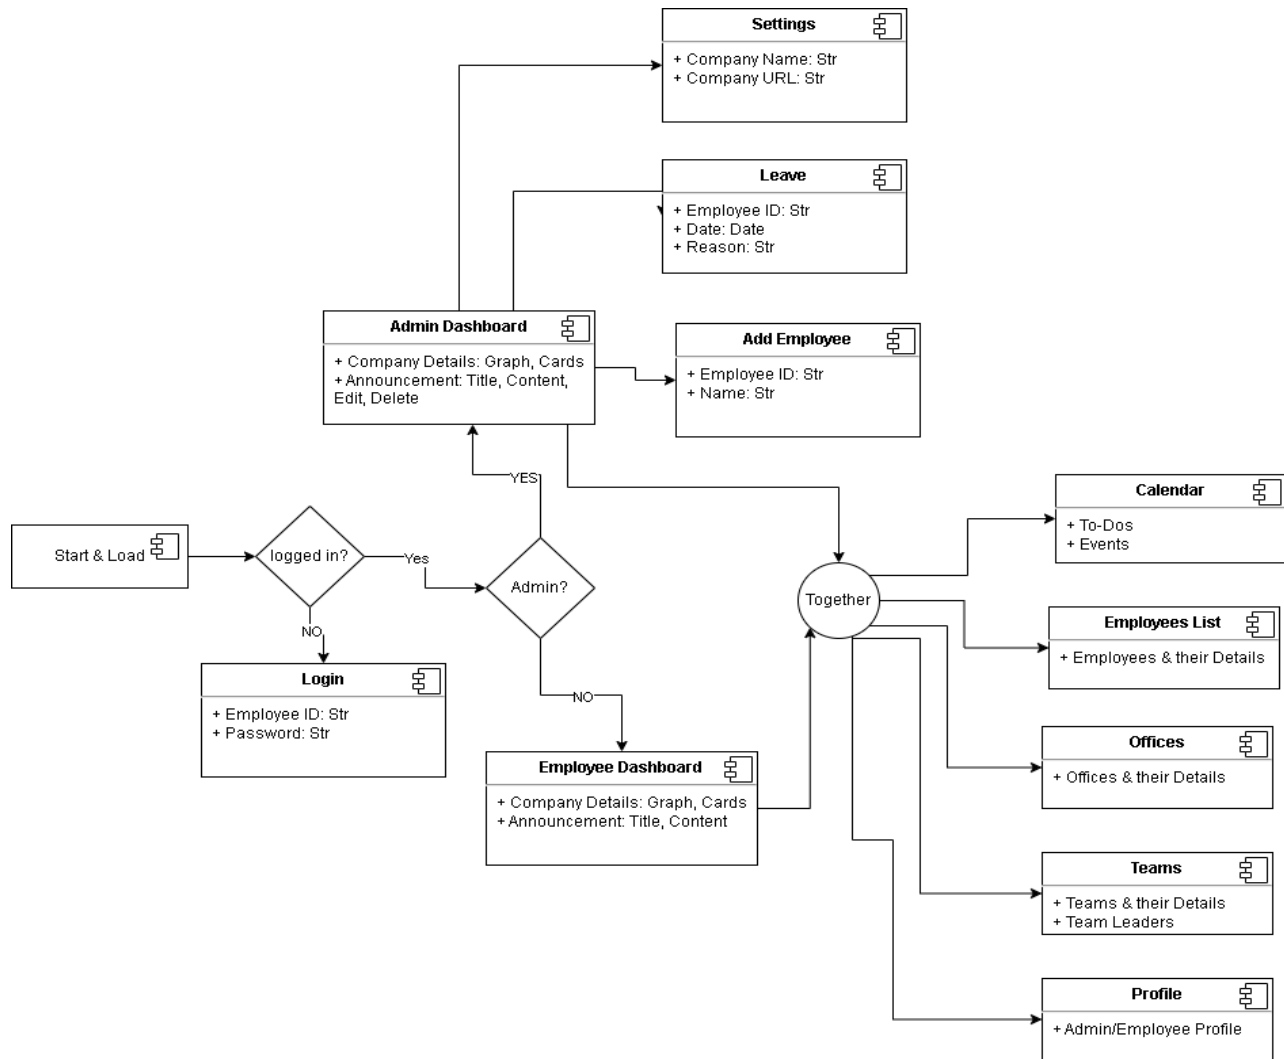 Settings
+ Company Name: Str
+ Company URL: Str
Leave
+ Employee ID: Str
+ Date: Date
+ Reason: Str
Admin Dashboard
+ Company Details: Graph, Cards
+ Announcement: Title, Content,
Edit, Delete
Add Employee
+ Employee ID: Str
+ Name: Str
YES
Start & Load
logged in?
Yes
Admin?
NO
Login
+ Employee ID: Str
+ Password: Str
NO
Employee Dashboard
+ Company Details: Graph, Cards
+ Announcement: Title, Content
Together
Calendar
+ To-Dos
+ Events
Employees List
+ Employees & their Details
Offices
+ Offices & their Details
Teams
+ Teams & their Details
+ Team Leaders
Profile
+ Admin/Employee Profile